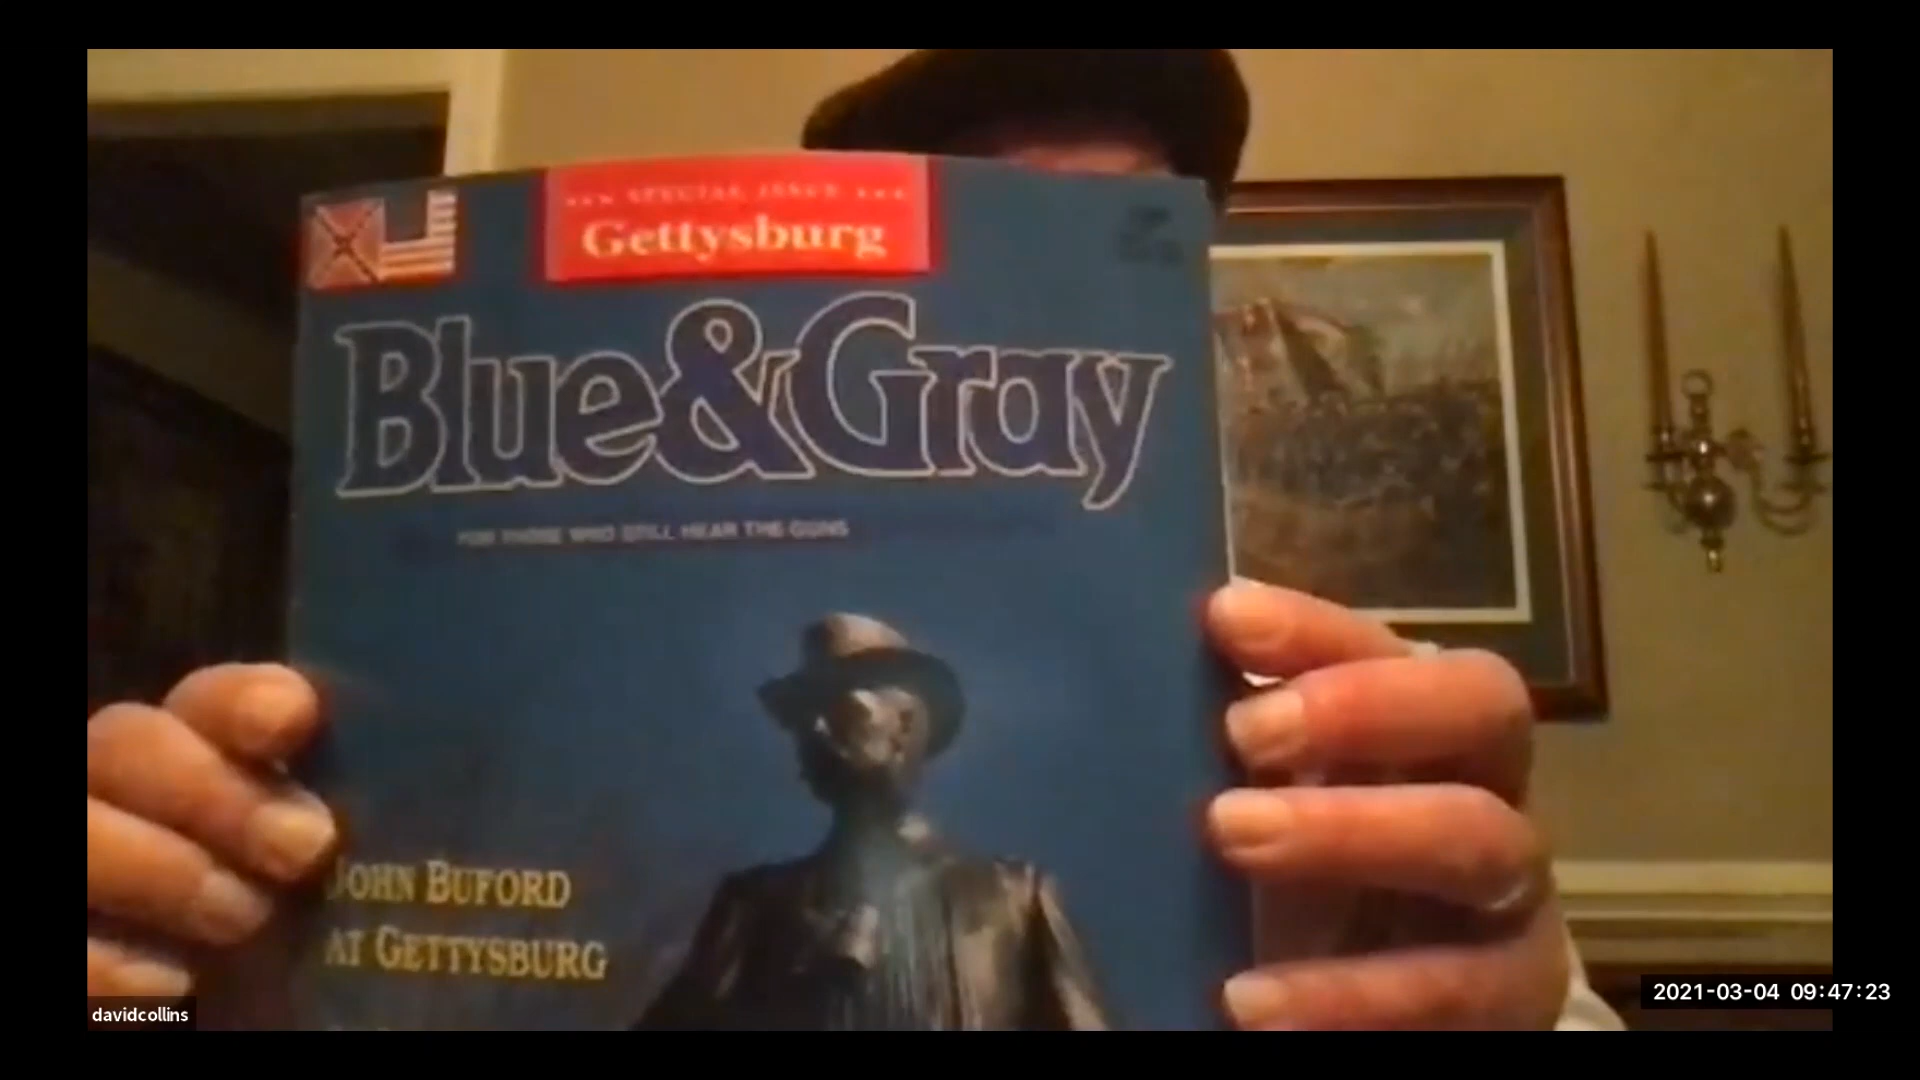 SPECIAL ISSUE
Gettysburg
Blue&Gray
FOR THOSE WHO STILL HEAR THE GUNS
JOHN BUFORD
AT GETTYSBURG
davidcollins
2021-03-04 09:47:23